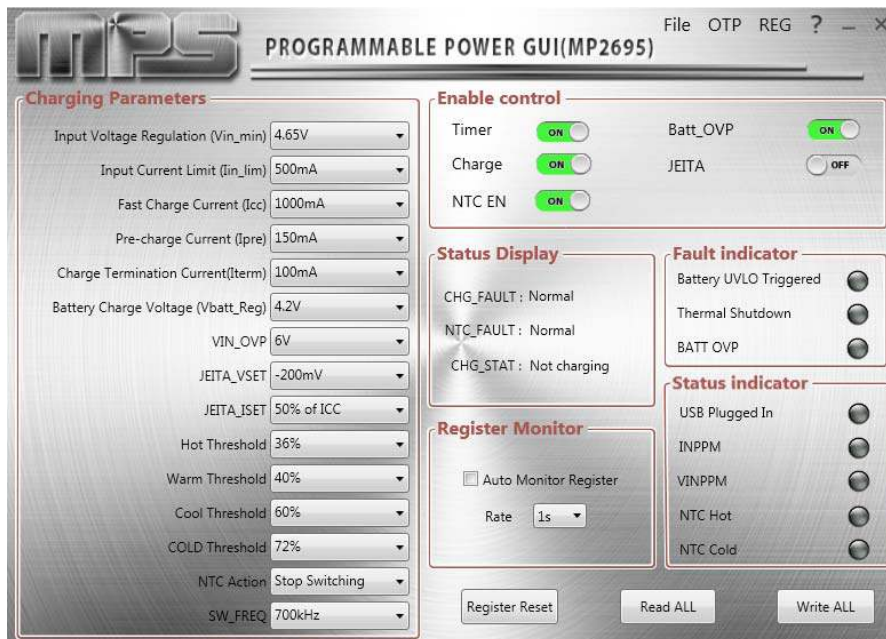 MPS
File OTP REG ?
PROGRAMMABLE POWER GUI(MP2695)
Charging Parameters
Input Voltage Regulation (Vin_min) 4.65V
Input Current Limit (Iin_lim) 500mA
Fast Charge Current (Icc) 1000mA
Pre-charge Current (Ipre) 150mA
Charge Termination Current(Iterm) 100mA
Battery Charge Voltage (Vbatt_Reg) 4.2V
VIN_OVP 6V
JEITA_VSET -200mV
JEITA_ISET 50% of ICC
Hot Threshold 36%
Warm Threshold 40%
Cool Threshold 60%
COLD Threshold 72%
NTC Action Stop Switching
SW_FREQ 700kHz
Enable control
Timer ON Batt_OVP ON
Charge ON JEITA OFF
NTC EN ON
Status Display
CHG_FAULT : Normal
NTC_FAULT : Normal
CHG_STAT : Not charging
Fault indicator
Battery UVLO Triggered
Thermal Shutdown
BATT OVP
Register Monitor
Auto Monitor Register
Rate 1s
Status indicator
USB Plugged In
INPPM
VINPPM
NTC Hot
NTC Cold
Register Reset Read ALL Write ALL